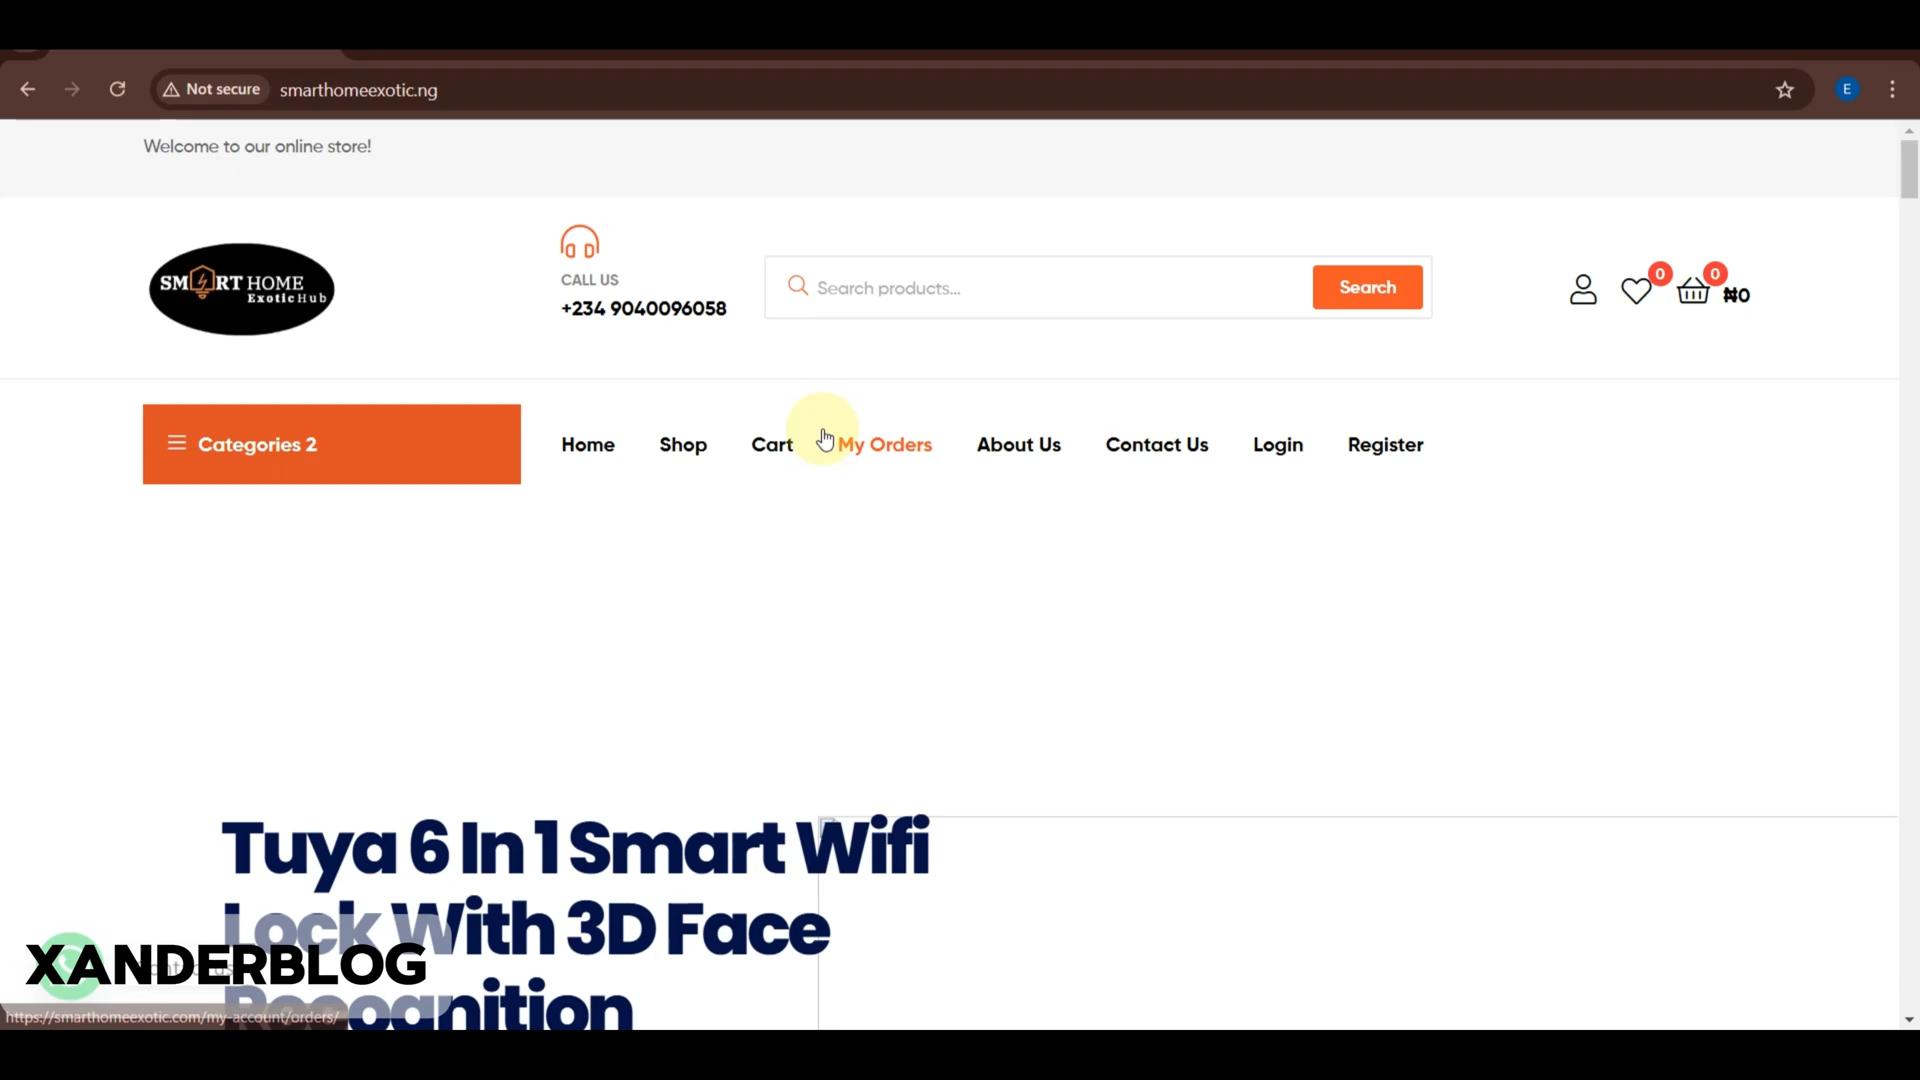 Not secure
smarthomeexotic.ng
E
Welcome to our online store!
SMART HOME
ExoticHub
CALL US
+234 9040096058
Search products...
Search
0
0
₦0
Categories 2
Home
Shop
Cart
My Orders
About Us
Contact Us
Login
Register
Tuya 6 In 1 Smart Wifi
Lock With 3D Face
Recognition
XANDERBLOG
https://smarthomeexotic.com/my-account/orders/